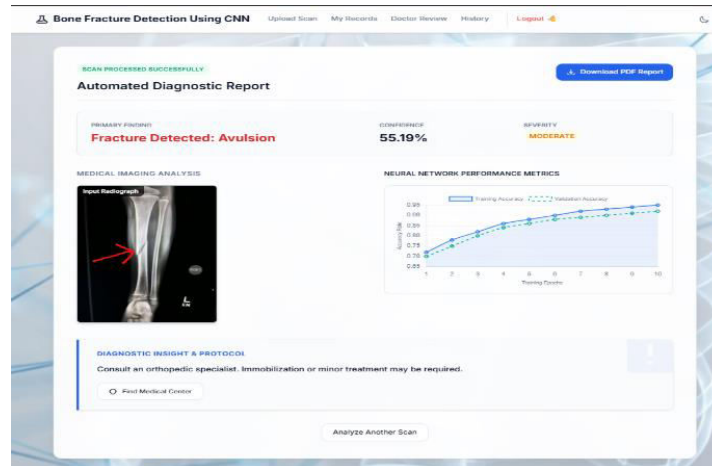 Bone Fracture Detection Using CNN
Upload Scan My Records Doctor Review History Logout
SCAN PROCESSED SUCCESSFULLY
Automated Diagnostic Report
Download PDF Report
PRIMARY FINDING
Fracture Detected: Avulsion
CONFIDENCE
55.19%
SEVERITY
MODERATE
MEDICAL IMAGING ANALYSIS
Input Radiograph
L
NEURAL NETWORK PERFORMANCE METRICS
Training Accuracy Validation Accuracy
0.95
0.90
0.85
0.80
0.75
0.70
0.65
Accuracy Rate
1 2 3 4 5 6 7 8 9 10
Training Epochs
DIAGNOSTIC INSIGHT & PROTOCOL
Consult an orthopedic specialist. Immobilization or minor treatment may be required.
Find Medical Center
Analyze Another Scan